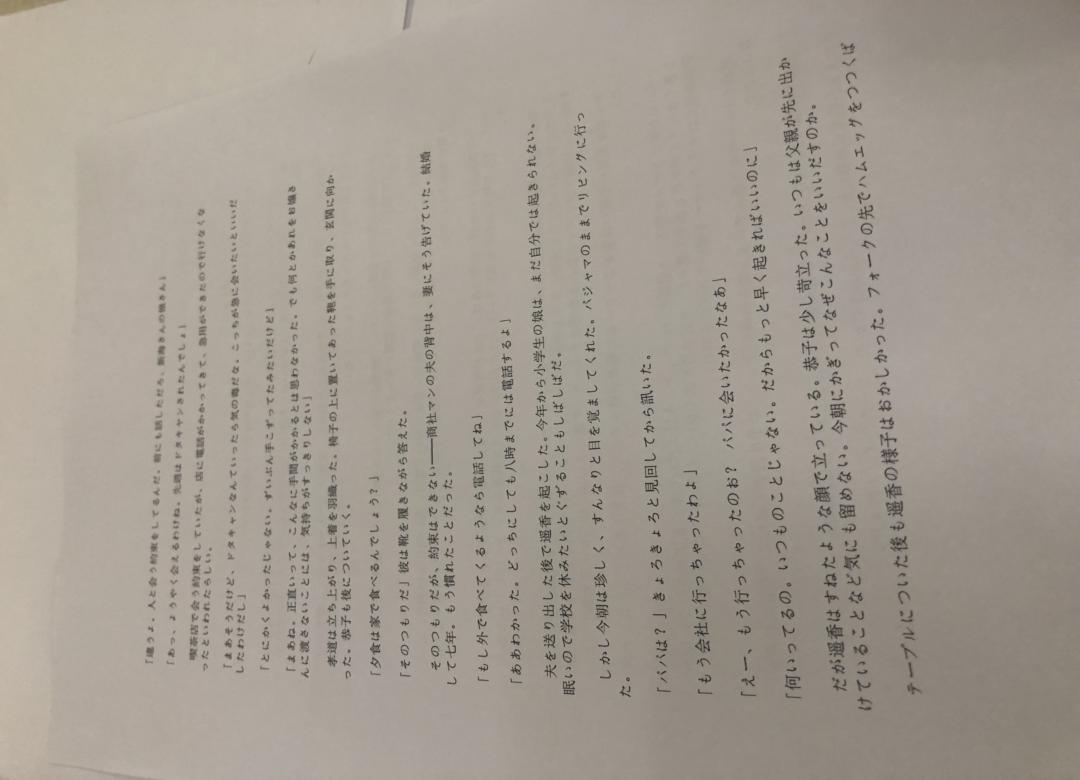 「違うよ。人と会う約束をしてるんだ。前にも話しただろ、新海さんの娘さん」
「あっ、ようやく会えるわけね。先週はドタキャンされたんでしょ」
喫茶店で会う約束をしていたが、店に電話がかかってきて、急用ができたので行けなくな
ったといわれたらしい。
「まあそうだけど、ドタキャンなんていったら気の毒だな。こっちが急に会いたいといいだ
したわけだし」
「とにかくよかったじゃない。ずいぶん手こずってたみたいだけど」
「まあね。正直いって、こんなに手間がかかるとは思わなかった。でも何とかあれをお嬢さ
んに渡さないことには、気持ちがすっきりしない」
孝道は立ち上がり、上着を羽織った。椅子の上に置いてあった鞄を手に取り、玄関に向か
った。恭子も後についていく。
「夕食は家で食べるんでしょう？」
「そのつもりだ」彼は靴を履きながら答えた。
そのつもりだが、約束はできない――商社マンの夫の背中は、妻にそう告げていた。結婚
して七年。もう慣れたことだった。
「もし外で食べてくるようなら電話してね」
「ああわかった。どっちにしても八時までには電話するよ」
夫を送り出した後で遥香を起こした。今年から小学生の娘は、まだ自分では起きられない。
眠いので学校を休みたいとぐずることもしばしばだ。
しかし今朝は珍しく、すんなりと目を覚ましてくれた。パジャマのままでリビングに行っ
た。
「パパは？」きょろきょろと見回してから訊いた。
「もう会社に行っちゃったわよ」
「えー、もう行っちゃったのお？　パパに会いたかったなあ」
「何いってるの。いつものことじゃない。だからもっと早く起きればいいのに」
だが遥香はすねたような顔で立っている。恭子は少し苛立った。いつもは父親が先に出か
けていることなど気にも留めない。今朝にかぎってなぜこんなことをいいだすのか。
テーブルについた後も遥香の様子はおかしかった。フォークの先でハムエッグをつつくば